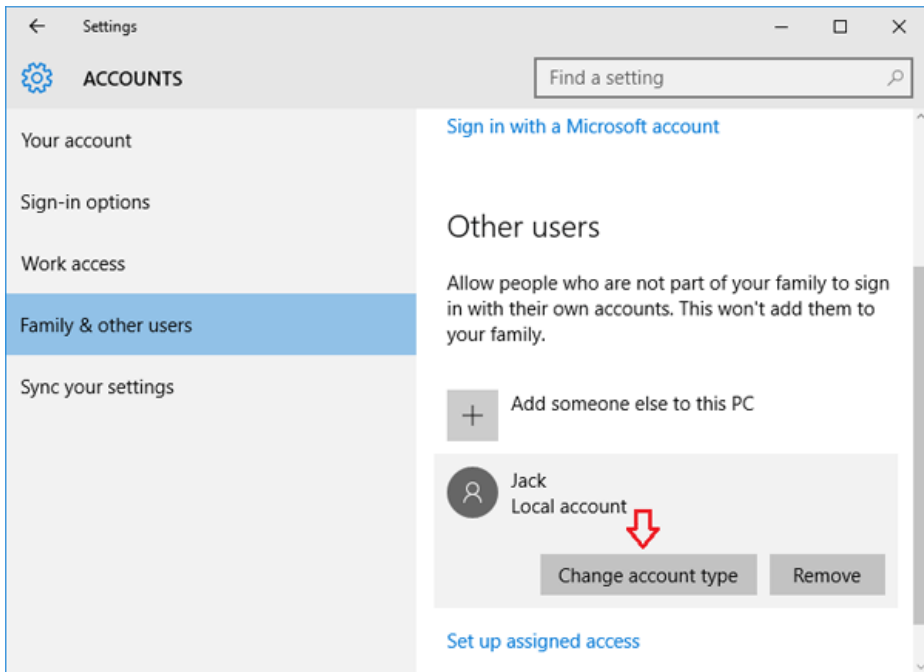 Settings
ACCOUNTS
Find a setting
Your account
Sign-in options
Work access
Family & other users
Sync your settings
Sign in with a Microsoft account
Other users
Allow people who are not part of your family to sign
in with their own accounts. This won't add them to
your family.
Add someone else to this PC
Jack
Local account
Change account type
Remove
Set up assigned access